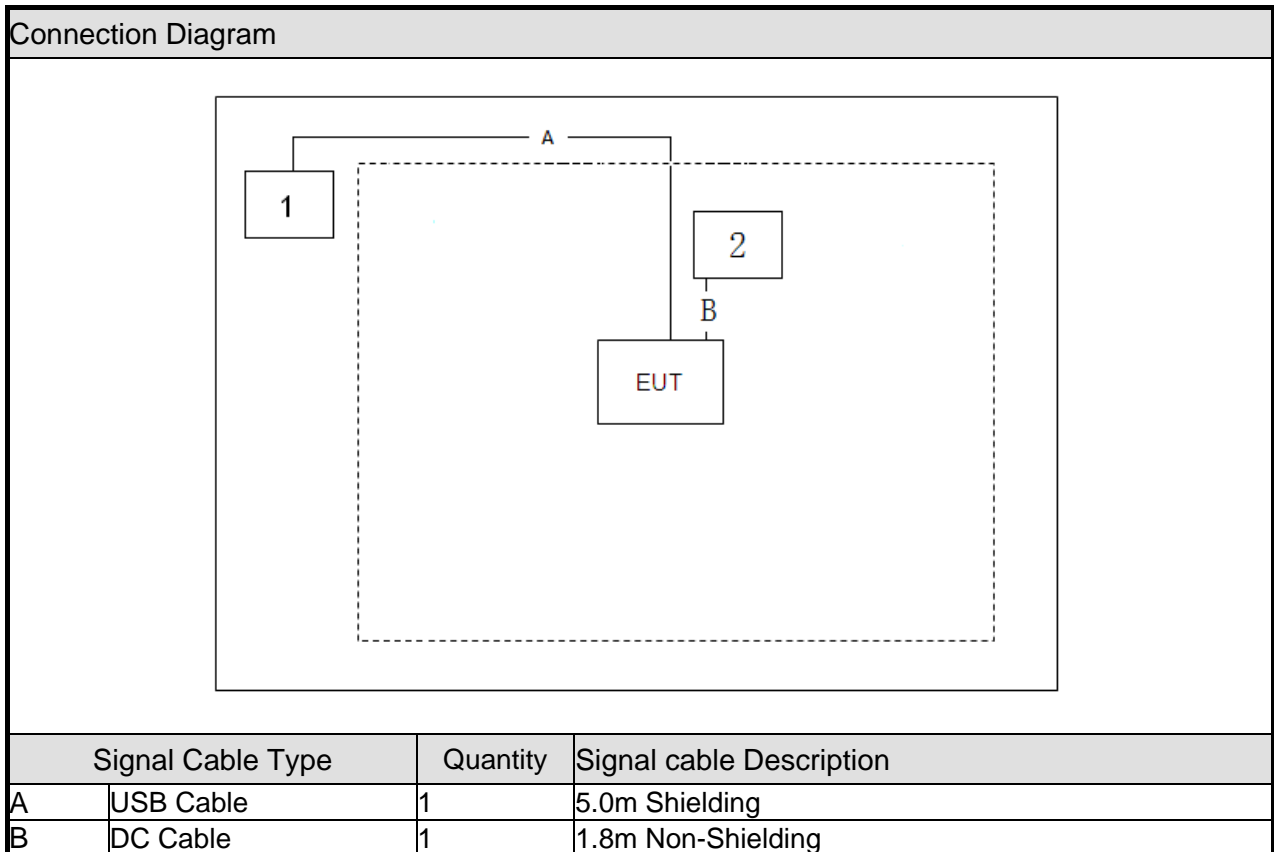 Connection Diagram
A
1
2
B
EUT
Signal Cable Type Quantity Signal cable Description
A USB Cable 1 5.0m Shielding
B DC Cable 1 1.8m Non-Shielding